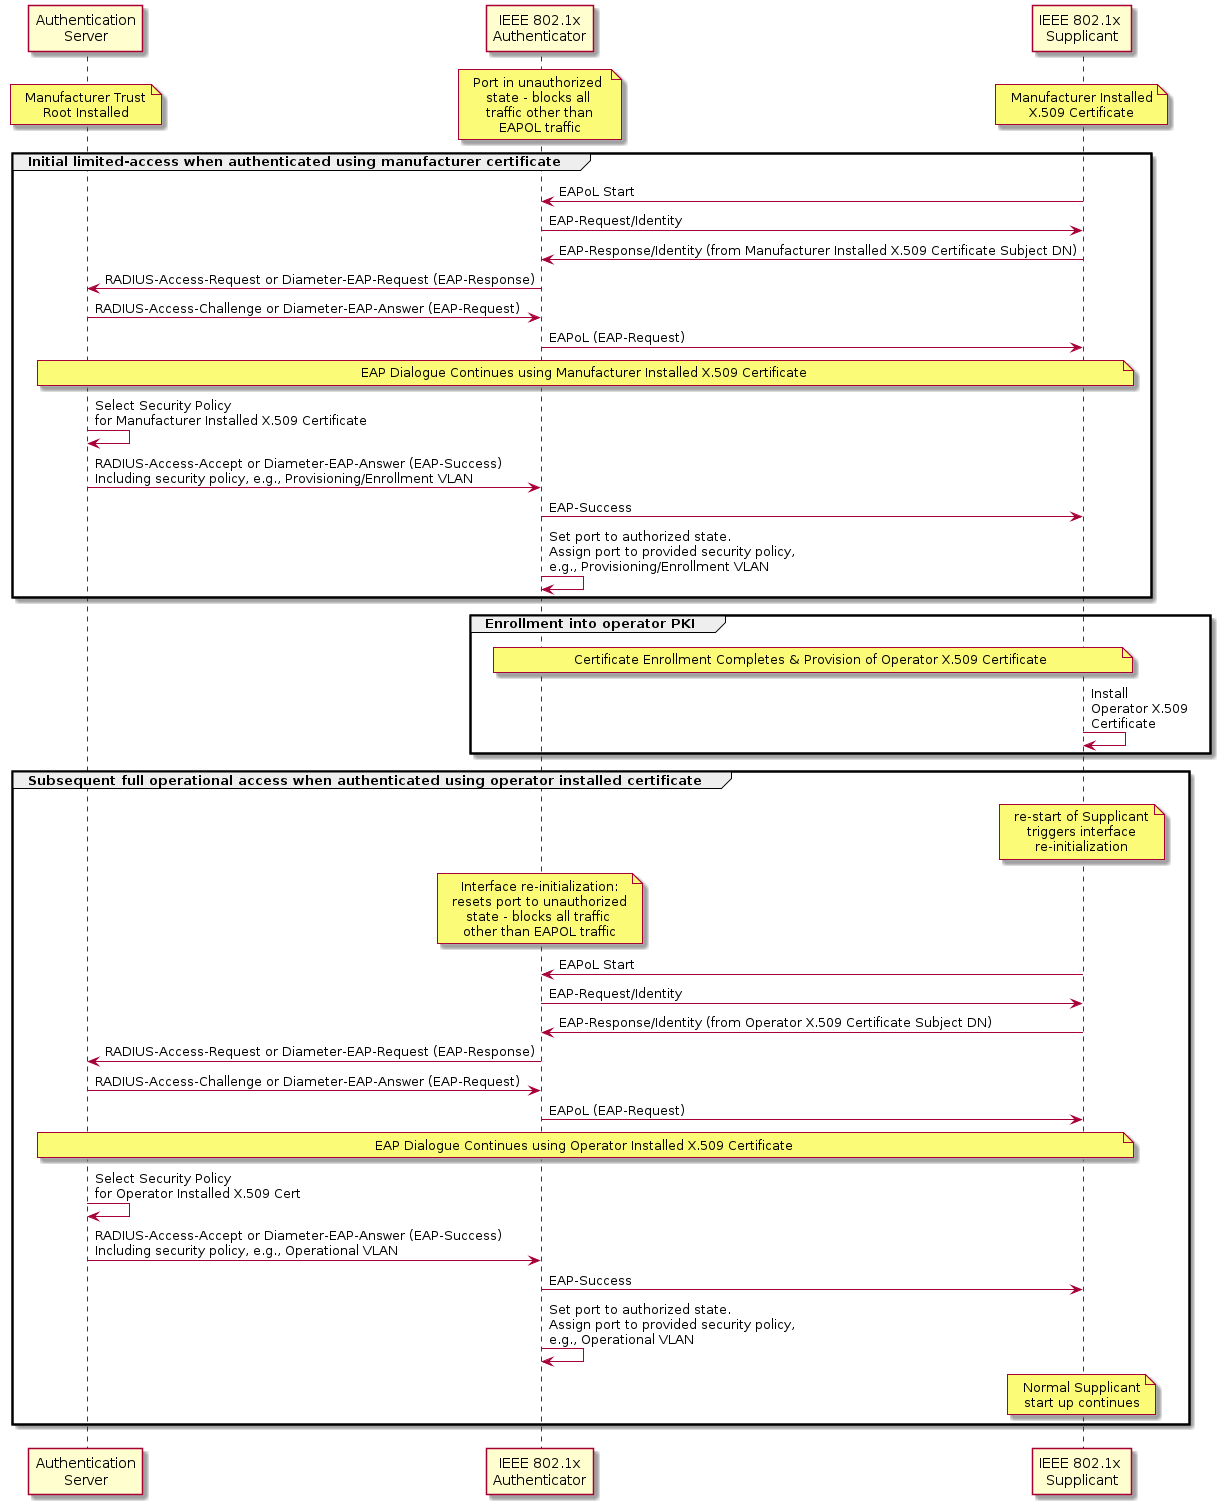 Authentication
Server
IEEE 802.1x
Authenticator
IEEE 802.1x
Supplicant
Manufacturer Trust
Root Installed
Port in unauthorized
state - blocks all
traffic other than
EAPOL traffic
Manufacturer Installed
X.509 Certificate
Initial limited-access when authenticated using manufacturer certificate
EAPoL Start
EAP-Request/Identity
EAP-Response/Identity (from Manufacturer Installed X.509 Certificate Subject DN)
RADIUS-Access-Request or Diameter-EAP-Request (EAP-Response)
RADIUS-Access-Challenge or Diameter-EAP-Answer (EAP-Request)
EAPoL (EAP-Request)
EAP Dialogue Continues using Manufacturer Installed X.509 Certificate
Select Security Policy
for Manufacturer Installed X.509 Certificate
RADIUS-Access-Accept or Diameter-EAP-Answer (EAP-Success)
Including security policy, e.g., Provisioning/Enrollment VLAN
EAP-Success
Set port to authorized state.
Assign port to provided security policy,
e.g., Provisioning/Enrollment VLAN
Enrollment into operator PKI
Certificate Enrollment Completes & Provision of Operator X.509 Certificate
Install
Operator X.509
Certificate
Subsequent full operational access when authenticated using operator installed certificate
re-start of Supplicant
triggers interface
re-initialization
Interface re-initialization:
resets port to unauthorized
state - blocks all traffic
other than EAPOL traffic
EAPoL Start
EAP-Request/Identity
EAP-Response/Identity (from Operator X.509 Certificate Subject DN)
RADIUS-Access-Request or Diameter-EAP-Request (EAP-Response)
RADIUS-Access-Challenge or Diameter-EAP-Answer (EAP-Request)
EAPoL (EAP-Request)
EAP Dialogue Continues using Operator Installed X.509 Certificate
Select Security Policy
for Operator Installed X.509 Cert
RADIUS-Access-Accept or Diameter-EAP-Answer (EAP-Success)
Including security policy, e.g., Operational VLAN
EAP-Success
Set port to authorized state.
Assign port to provided security policy,
e.g., Operational VLAN
Normal Supplicant
start up continues
Authentication
Server
IEEE 802.1x
Authenticator
IEEE 802.1x
Supplicant